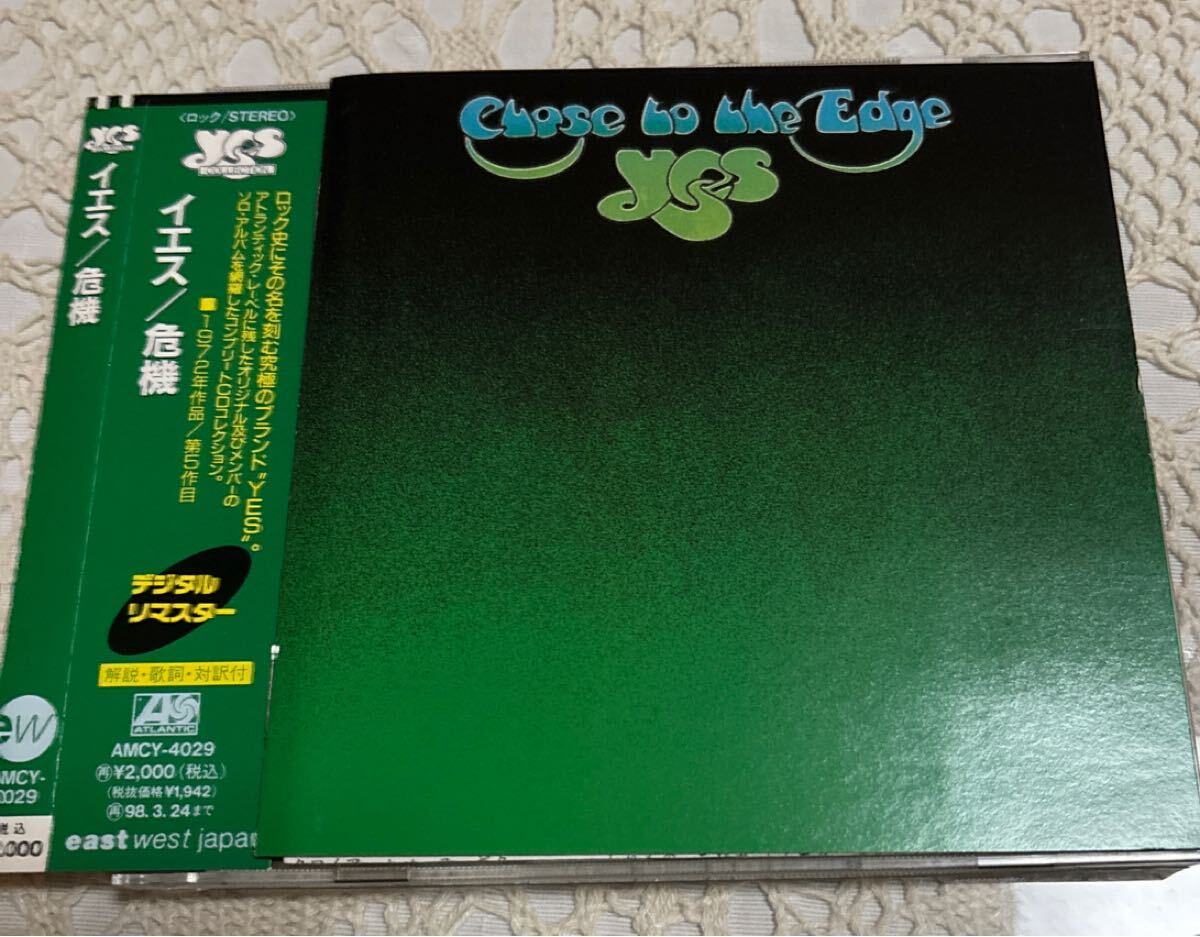 yes
イエス/危機
ew
AMCY-
4029
税込
〈ロック/STEREO〉
yes
イエス/危機
ロック史にその名を刻む究極のブランド"YES"。
アトランティック・レーベルに残したオリジナル及びメンバーの
ソロ・アルバムを網羅したコンプリートCDコレクション。
■1972年作品/第5作目
デジタル
リマスター
解説・歌詞・対訳付
ATLANTIC
AMCY-4029
再¥2,000(税込)
(税抜価格¥1,942)
再98.3.24まで
east west japan
Close to the Edge
yes